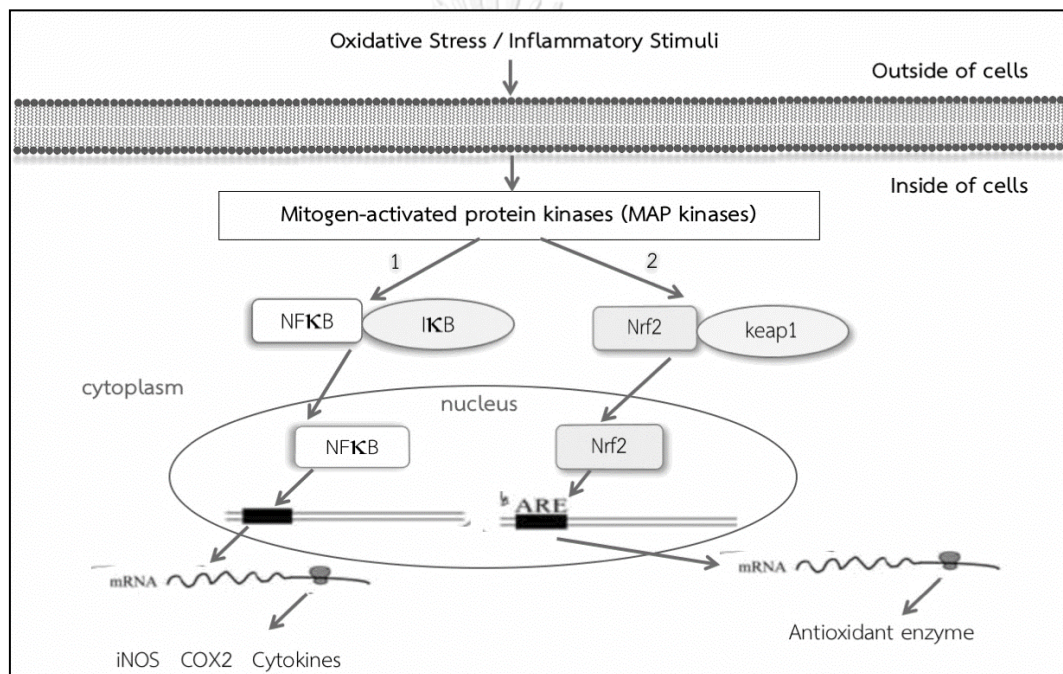 Oxidative Stress / Inflammatory Stimuli
Outside of cells
Inside of cells
Mitogen-activated protein kinases (MAP kinases)
1
2
NFκB
IκB
Nrf2
keap1
cytoplasm
nucleus
NFκB
Nrf2
ARE
mRNA
mRNA
Antioxidant enzyme
iNOS COX2 Cytokines